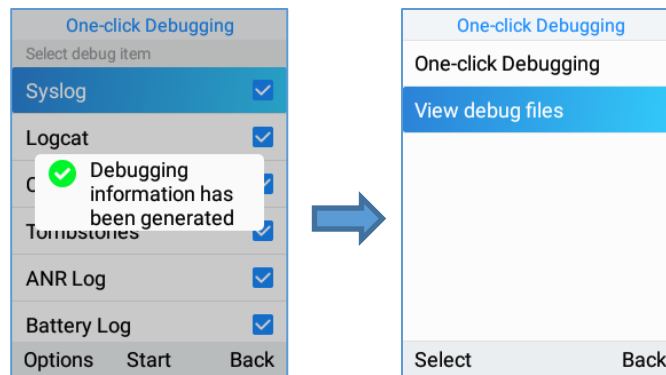 One-click Debugging
Select debug item
Syslog
Logcat
Debugging
information has
been generated
Tombstones
ANR Log
Battery Log
Options Start Back
One-click Debugging
One-click Debugging
View debug files
Select Back